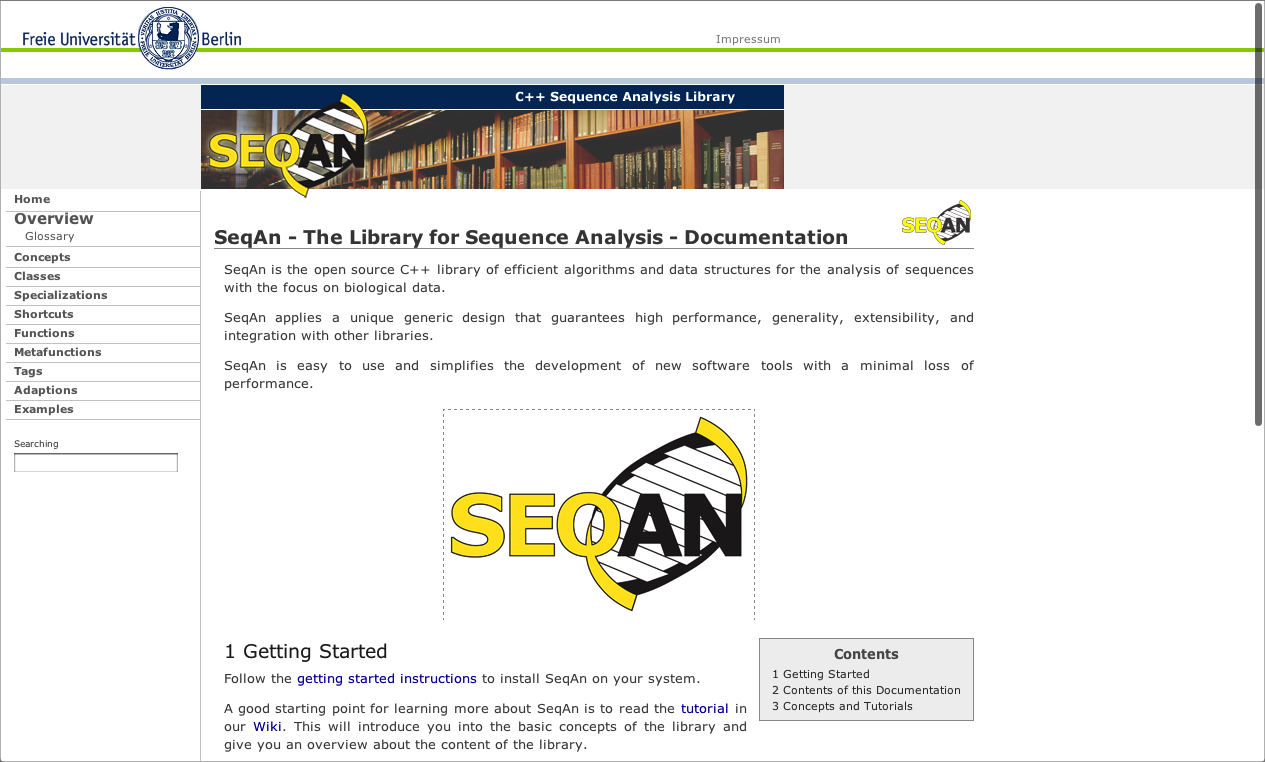 Freie Universität Berlin
Impressum
C++ Sequence Analysis Library
SEQAN
Home
Overview
Glossary
Concepts
Classes
Specializations
Shortcuts
Functions
Metafunctions
Tags
Adaptions
Examples
Searching
SEQAN
SeqAn - The Library for Sequence Analysis - Documentation
SeqAn is the open source C++ library of efficient algorithms and data structures for the analysis of sequences
with the focus on biological data.
SeqAn applies a unique generic design that guarantees high performance, generality, extensibility, and
integration with other libraries.
SeqAn is easy to use and simplifies the development of new software tools with a minimal loss of
performance.
SEQAN
1 Getting Started
Follow the getting started instructions to install SeqAn on your system.
A good starting point for learning more about SeqAn is to read the tutorial in
our Wiki. This will introduce you into the basic concepts of the library and
give you an overview about the content of the library.
Contents
1 Getting Started
2 Contents of this Documentation
3 Concepts and Tutorials